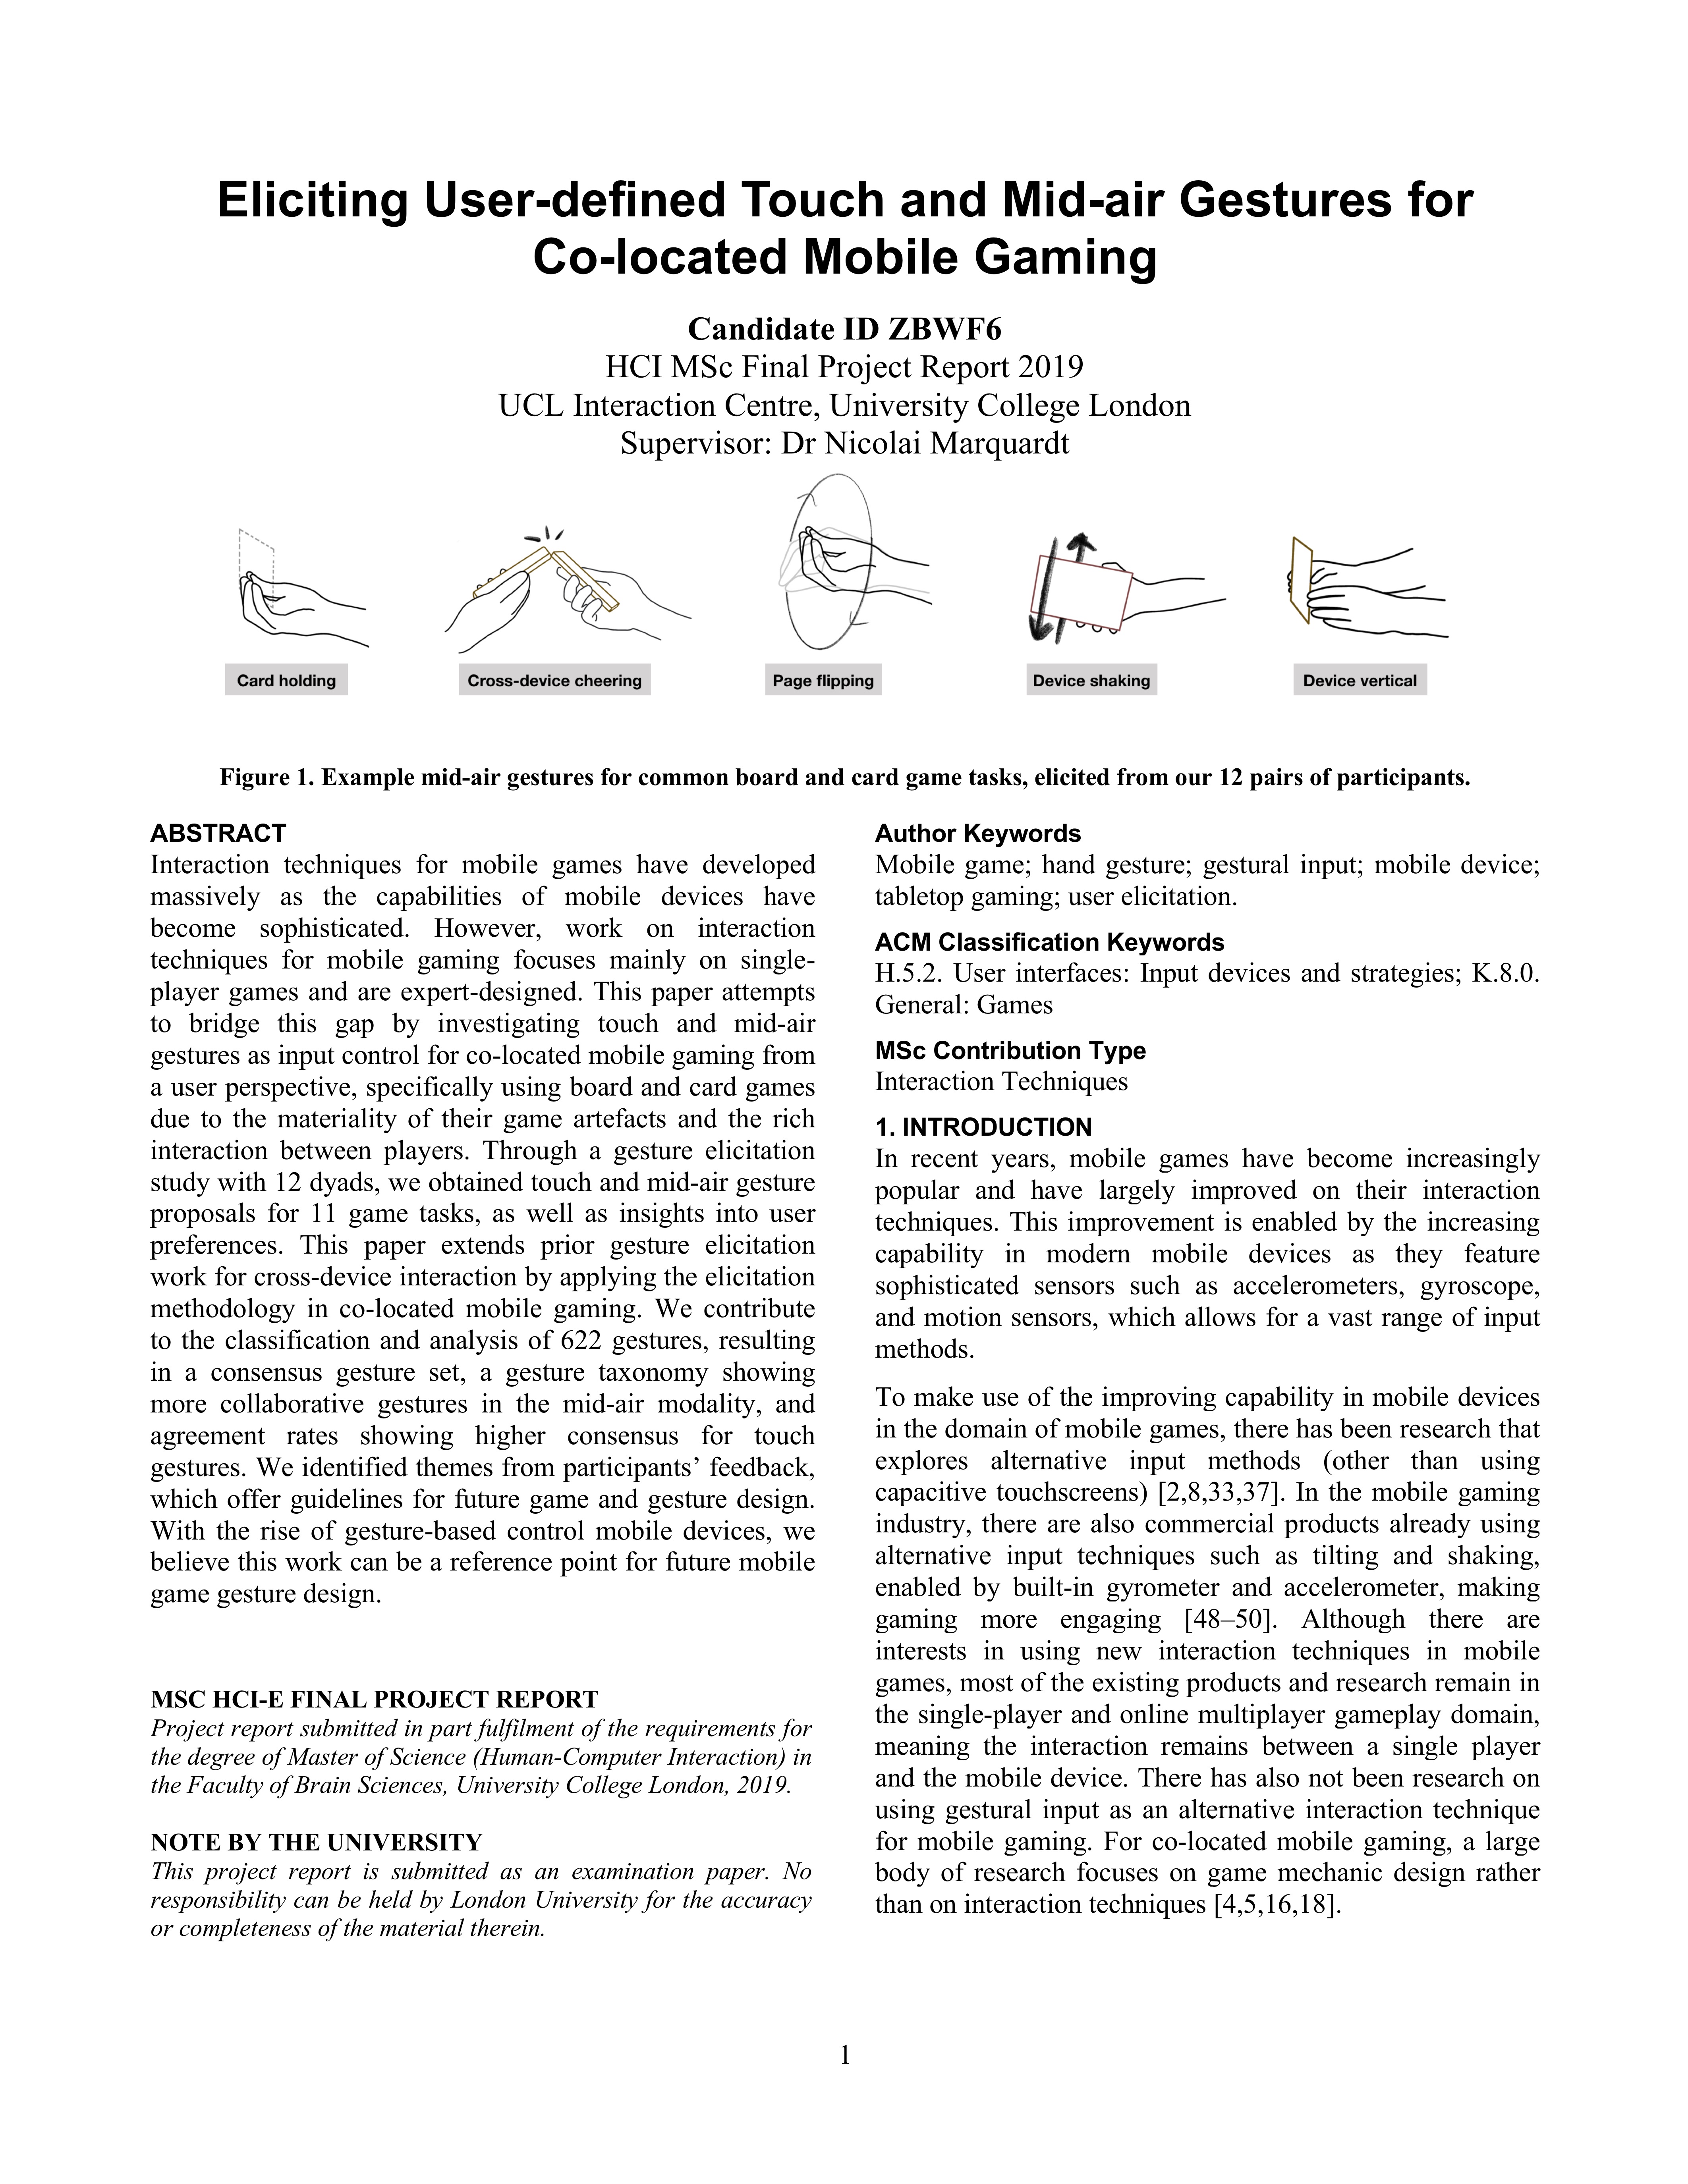 Eliciting User-defined Touch and Mid-air Gestures for
Co-located Mobile Gaming
Candidate ID ZBWF6
HCI MSc Final Project Report 2019
UCL Interaction Centre, University College London
Supervisor: Dr Nicolai Marquardt
Card holding
Cross-device cheering
Page flipping
Device shaking
Device vertical
Figure 1. Example mid-air gestures for common board and card game tasks, elicited from our 12 pairs of participants.
ABSTRACT
Interaction techniques for mobile games have developed
massively as the capabilities of mobile devices have
become sophisticated. However, work on interaction
techniques for mobile gaming focuses mainly on single-
player games and are expert-designed. This paper attempts
to bridge this gap by investigating touch and mid-air
gestures as input control for co-located mobile gaming from
a user perspective, specifically using board and card games
due to the materiality of their game artefacts and the rich
interaction between players. Through a gesture elicitation
study with 12 dyads, we obtained touch and mid-air gesture
proposals for 11 game tasks, as well as insights into user
preferences. This paper extends prior gesture elicitation
work for cross-device interaction by applying the elicitation
methodology in co-located mobile gaming. We contribute
to the classification and analysis of 622 gestures, resulting
in a consensus gesture set, a gesture taxonomy showing
more collaborative gestures in the mid-air modality, and
agreement rates showing higher consensus for touch
gestures. We identified themes from participants’ feedback,
which offer guidelines for future game and gesture design.
With the rise of gesture-based control mobile devices, we
believe this work can be a reference point for future mobile
game gesture design.
MSC HCI-E FINAL PROJECT REPORT
Project report submitted in part fulfilment of the requirements for
the degree of Master of Science (Human-Computer Interaction) in
the Faculty of Brain Sciences, University College London, 2019.
NOTE BY THE UNIVERSITY
This project report is submitted as an examination paper. No
responsibility can be held by London University for the accuracy
or completeness of the material therein.
Author Keywords
Mobile game; hand gesture; gestural input; mobile device;
tabletop gaming; user elicitation.
ACM Classification Keywords
H.5.2. User interfaces: Input devices and strategies; K.8.0.
General: Games
MSc Contribution Type
Interaction Techniques
1. INTRODUCTION
In recent years, mobile games have become increasingly
popular and have largely improved on their interaction
techniques. This improvement is enabled by the increasing
capability in modern mobile devices as they feature
sophisticated sensors such as accelerometers, gyroscope,
and motion sensors, which allows for a vast range of input
methods.
To make use of the improving capability in mobile devices
in the domain of mobile games, there has been research that
explores alternative input methods (other than using
capacitive touchscreens) [2,8,33,37]. In the mobile gaming
industry, there are also commercial products already using
alternative input techniques such as tilting and shaking,
enabled by built-in gyrometer and accelerometer, making
gaming more engaging [48–50]. Although there are
interests in using new interaction techniques in mobile
games, most of the existing products and research remain in
the single-player and online multiplayer gameplay domain,
meaning the interaction remains between a single player
and the mobile device. There has also not been research on
using gestural input as an alternative interaction technique
for mobile gaming. For co-located mobile gaming, a large
body of research focuses on game mechanic design rather
than on interaction techniques [4,5,16,18].
1